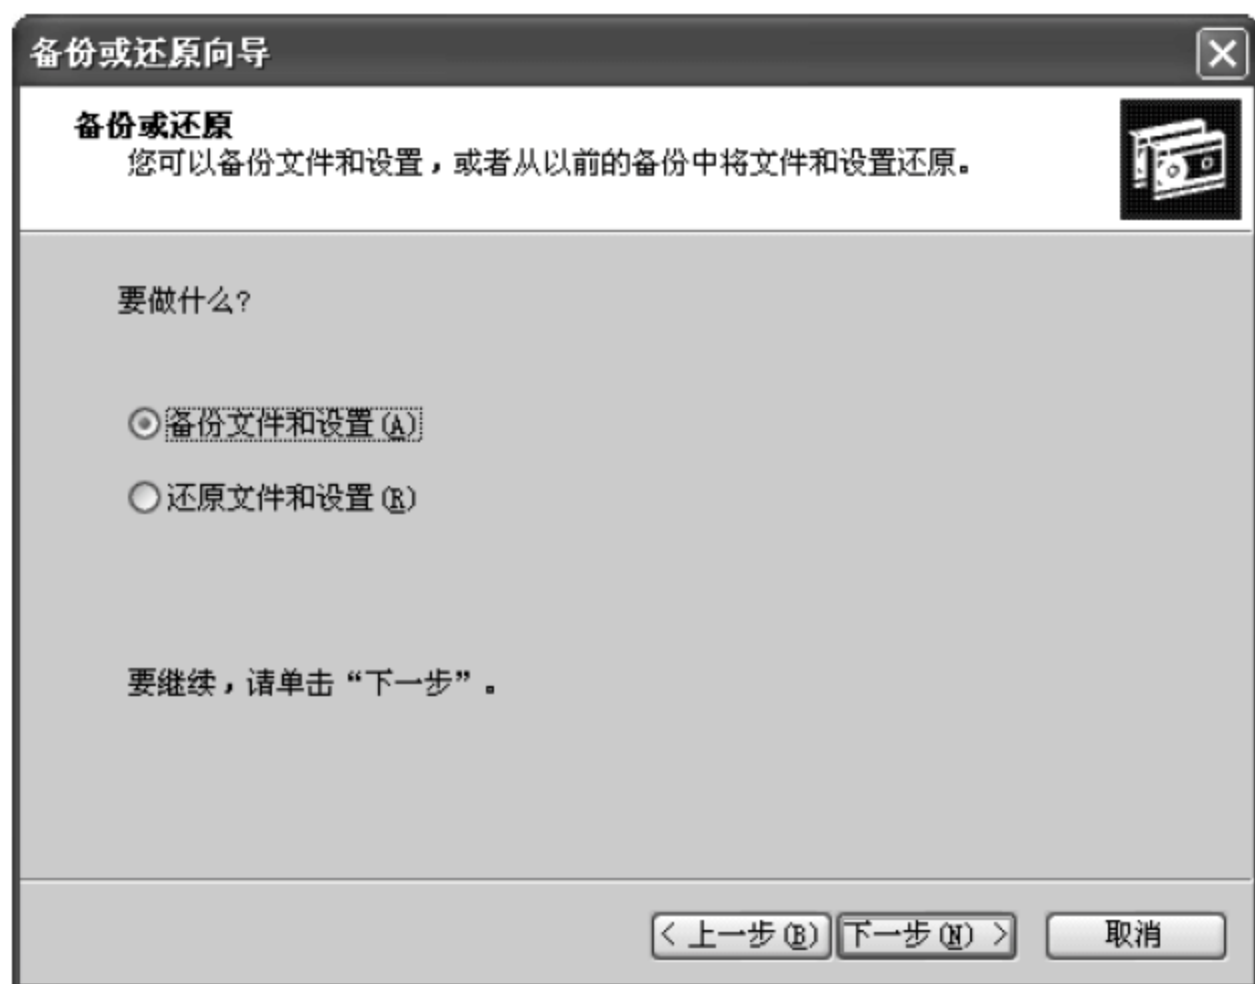 备份或还原向导
备份或还原
您可以备份文件和设置，或者从以前的备份中将文件和设置还原。
要做什么?
备份文件和设置(A)
还原文件和设置(R)
要继续，请单击“下一步”。
< 上一步(B) 下一步(N) > 取消